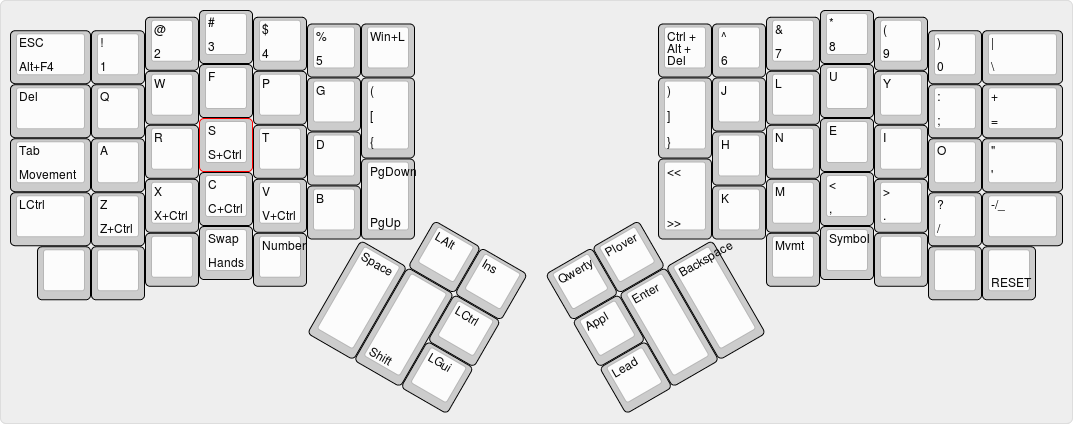 ESC
Alt+F4
!
1
@
2
#
3
$
4
%
5
Win+L
Del
Q
W
F
P
G
(
[
{
Tab
Movement
A
R
S
S+Ctrl
T
D
PgDown
PgUp
LCtrl
Z
Z+Ctrl
X
X+Ctrl
C
C+Ctrl
V
V+Ctrl
B
Swap
Hands
Number
LAlt
Ins
Space
Shift
LCtrl
LGui
Ctrl +
Alt +
Del
^
6
&
7
*
8
(
9
)
0
|
\
)
]
}
J
L
U
Y
:
;
+
=
<<
>>
H
N
E
I
O
"
'
K
M
<
,
>
.
?
/
-/_
Mvmt
Symbol
RESET
Qwerty
Plover
Appl
Enter
Backspace
Lead